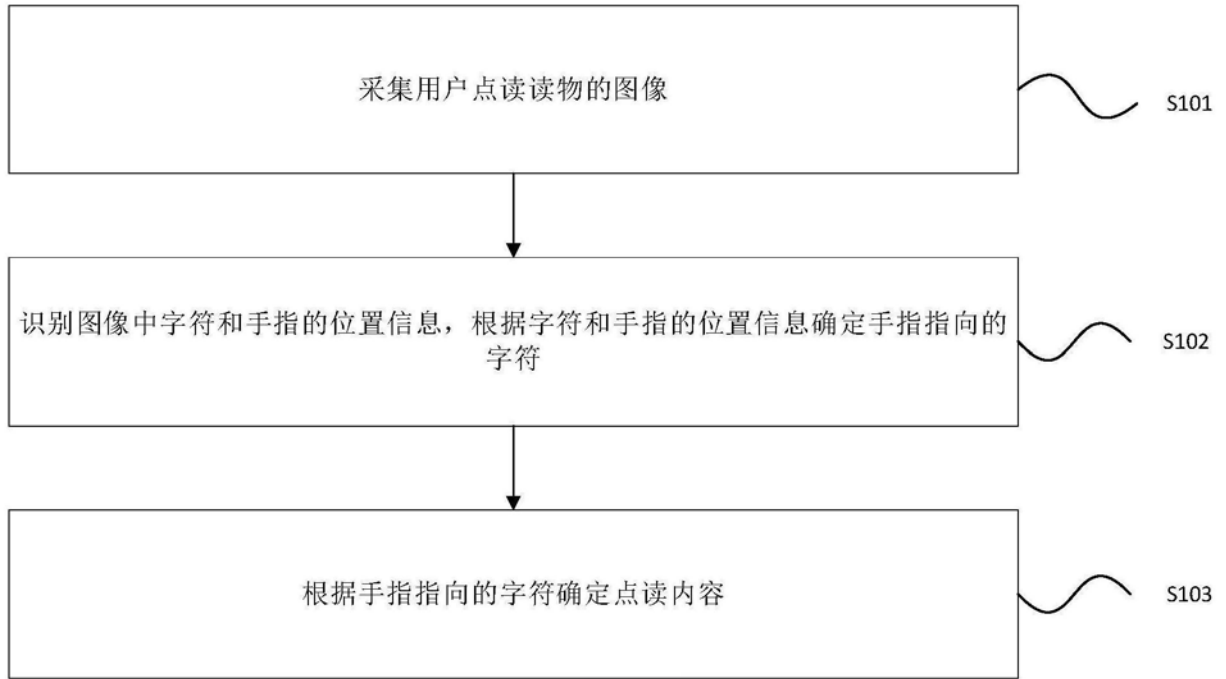 采集用户点读读物的图像
S101
识别图像中字符和手指的位置信息，根据字符和手指的位置信息确定手指指向的
字符
S102
根据手指指向的字符确定点读内容
S103